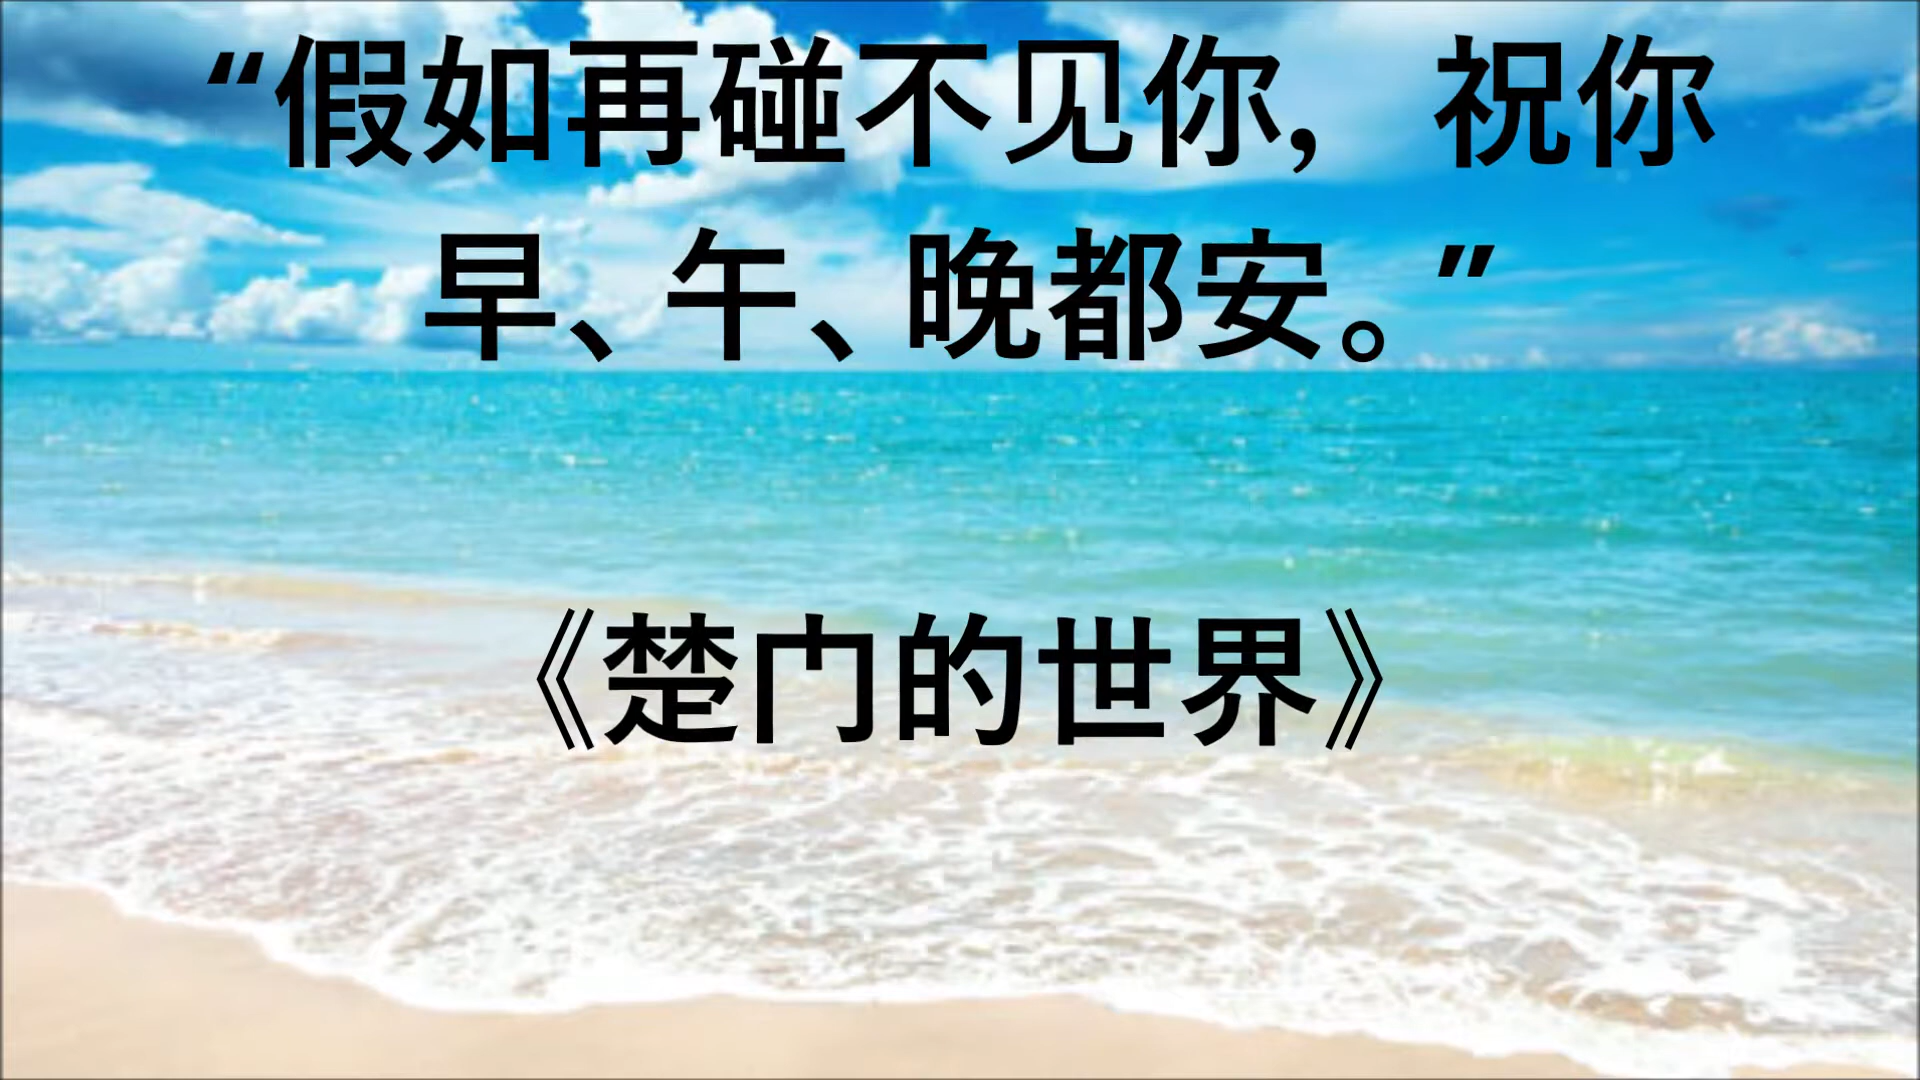 “假如再碰不见你， 祝你
早、午、晚都安。 ”
《楚门的世界》